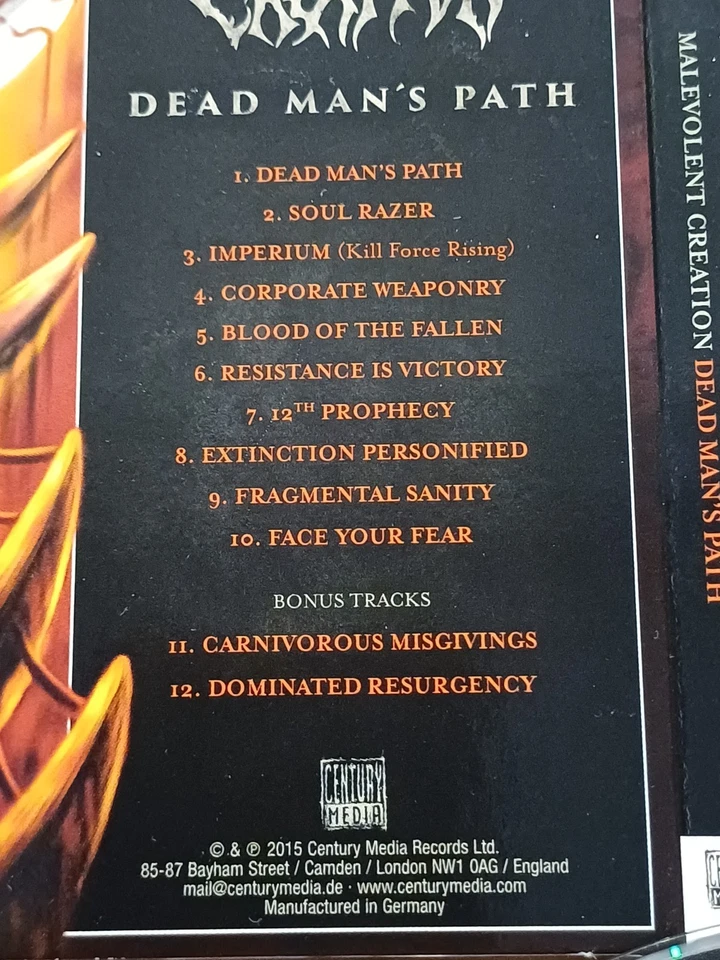 DEAD MAN´S PATH
1. DEAD MAN'S PATH
2. SOUL RAZER
3. IMPERIUM (Kill Force Rising)
4. CORPORATE WEAPONRY
5. BLOOD OF THE FALLEN
6. RESISTANCE IS VICTORY
7. 12TH PROPHECY
8. EXTINCTION PERSONIFIED
9. FRAGMENTAL SANITY
10. FACE YOUR FEAR
BONUS TRACKS
11. CARNIVOROUS MISGIVINGS
12. DOMINATED RESURGENCY
CENTURY
MEDIA
© & ℗ 2015 Century Media Records Ltd.
85-87 Bayham Street / Camden / London NW1 0AG / England
mail@centurymedia.de · www.centurymedia.com
Manufactured in Germany
MALEVOLENT CREATION DEAD MAN'S PATH